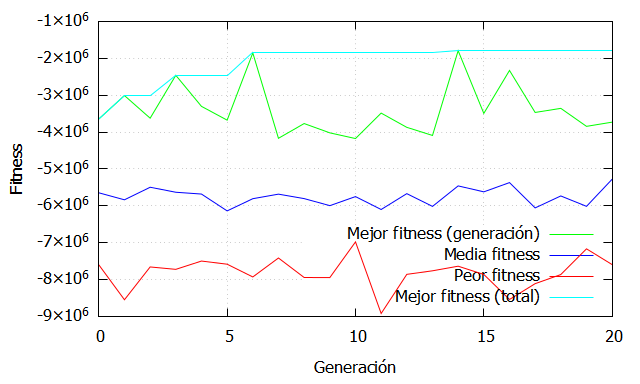 -1×10⁶
-2×10⁶
-3×10⁶
-4×10⁶
-5×10⁶
-6×10⁶
-7×10⁶
-8×10⁶
-9×10⁶
Fitness
Mejor fitness (generación)
Media fitness
Peor fitness
Mejor fitness (total)
0 5 10 15 20
Generación